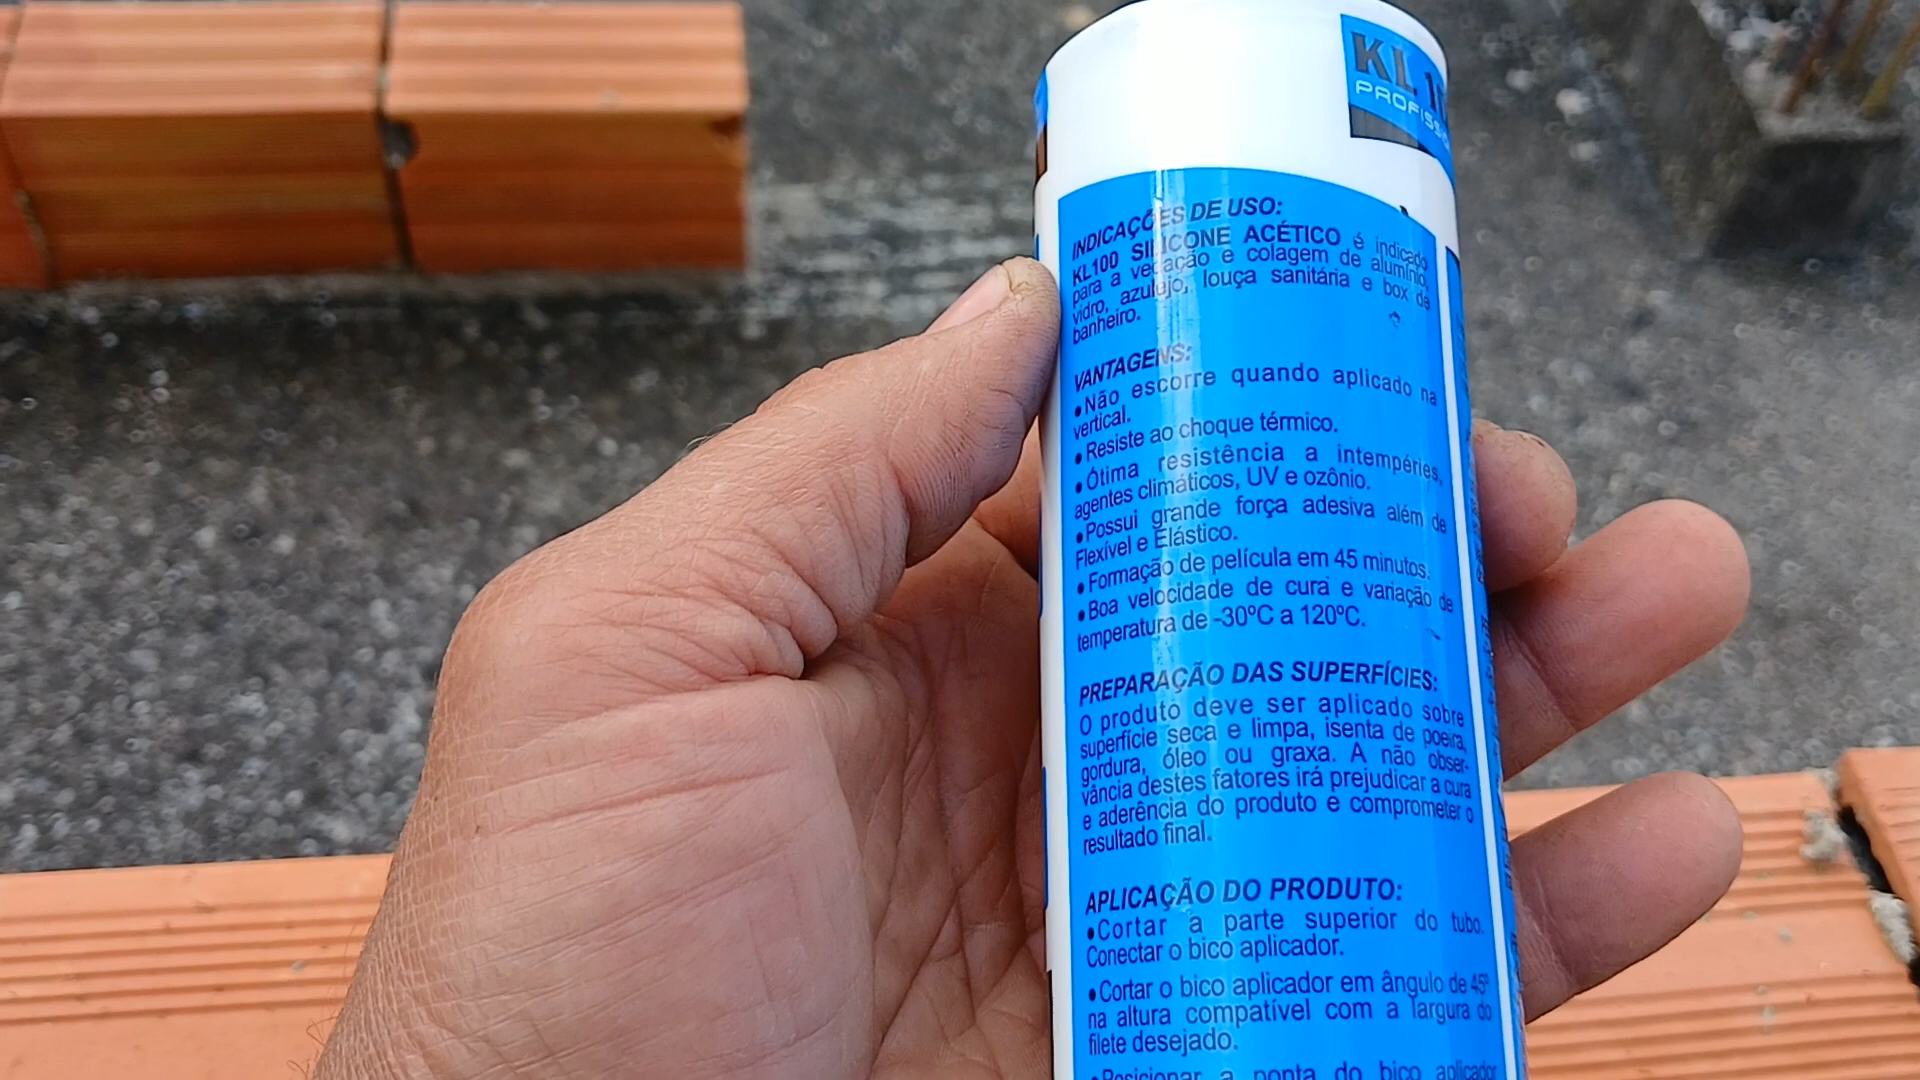 KL
PROFISS
INDICAÇÕES DE USO:
KL100 SILICONE ACÉTICO é indicado
para a vedação e colagem de alumínio,
vidro, azulejo, louça sanitária e box de
banheiro.
VANTAGENS:
•Não escorre quando aplicado na
vertical.
•Resiste ao choque térmico.
•Ótima resistência a intempéries,
agentes climáticos, UV e ozônio.
•Possui grande força adesiva além de
Flexível e Elástico.
•Formação de película em 45 minutos.
•Boa velocidade de cura e variação de
temperatura de -30ºC a 120ºC.
PREPARAÇÃO DAS SUPERFÍCIES:
O produto deve ser aplicado sobre
superfície seca e limpa, isenta de poeira,
gordura, óleo ou graxa. A não obser-
vância destes fatores irá prejudicar a cura
e aderência do produto e comprometer o
resultado final.
APLICAÇÃO DO PRODUTO:
•Cortar a parte superior do tubo.
Conectar o bico aplicador.
•Cortar o bico aplicador em ângulo de 45º
na altura compatível com a largura do
filete desejado.
•Posicionar a ponta do bico aplicador